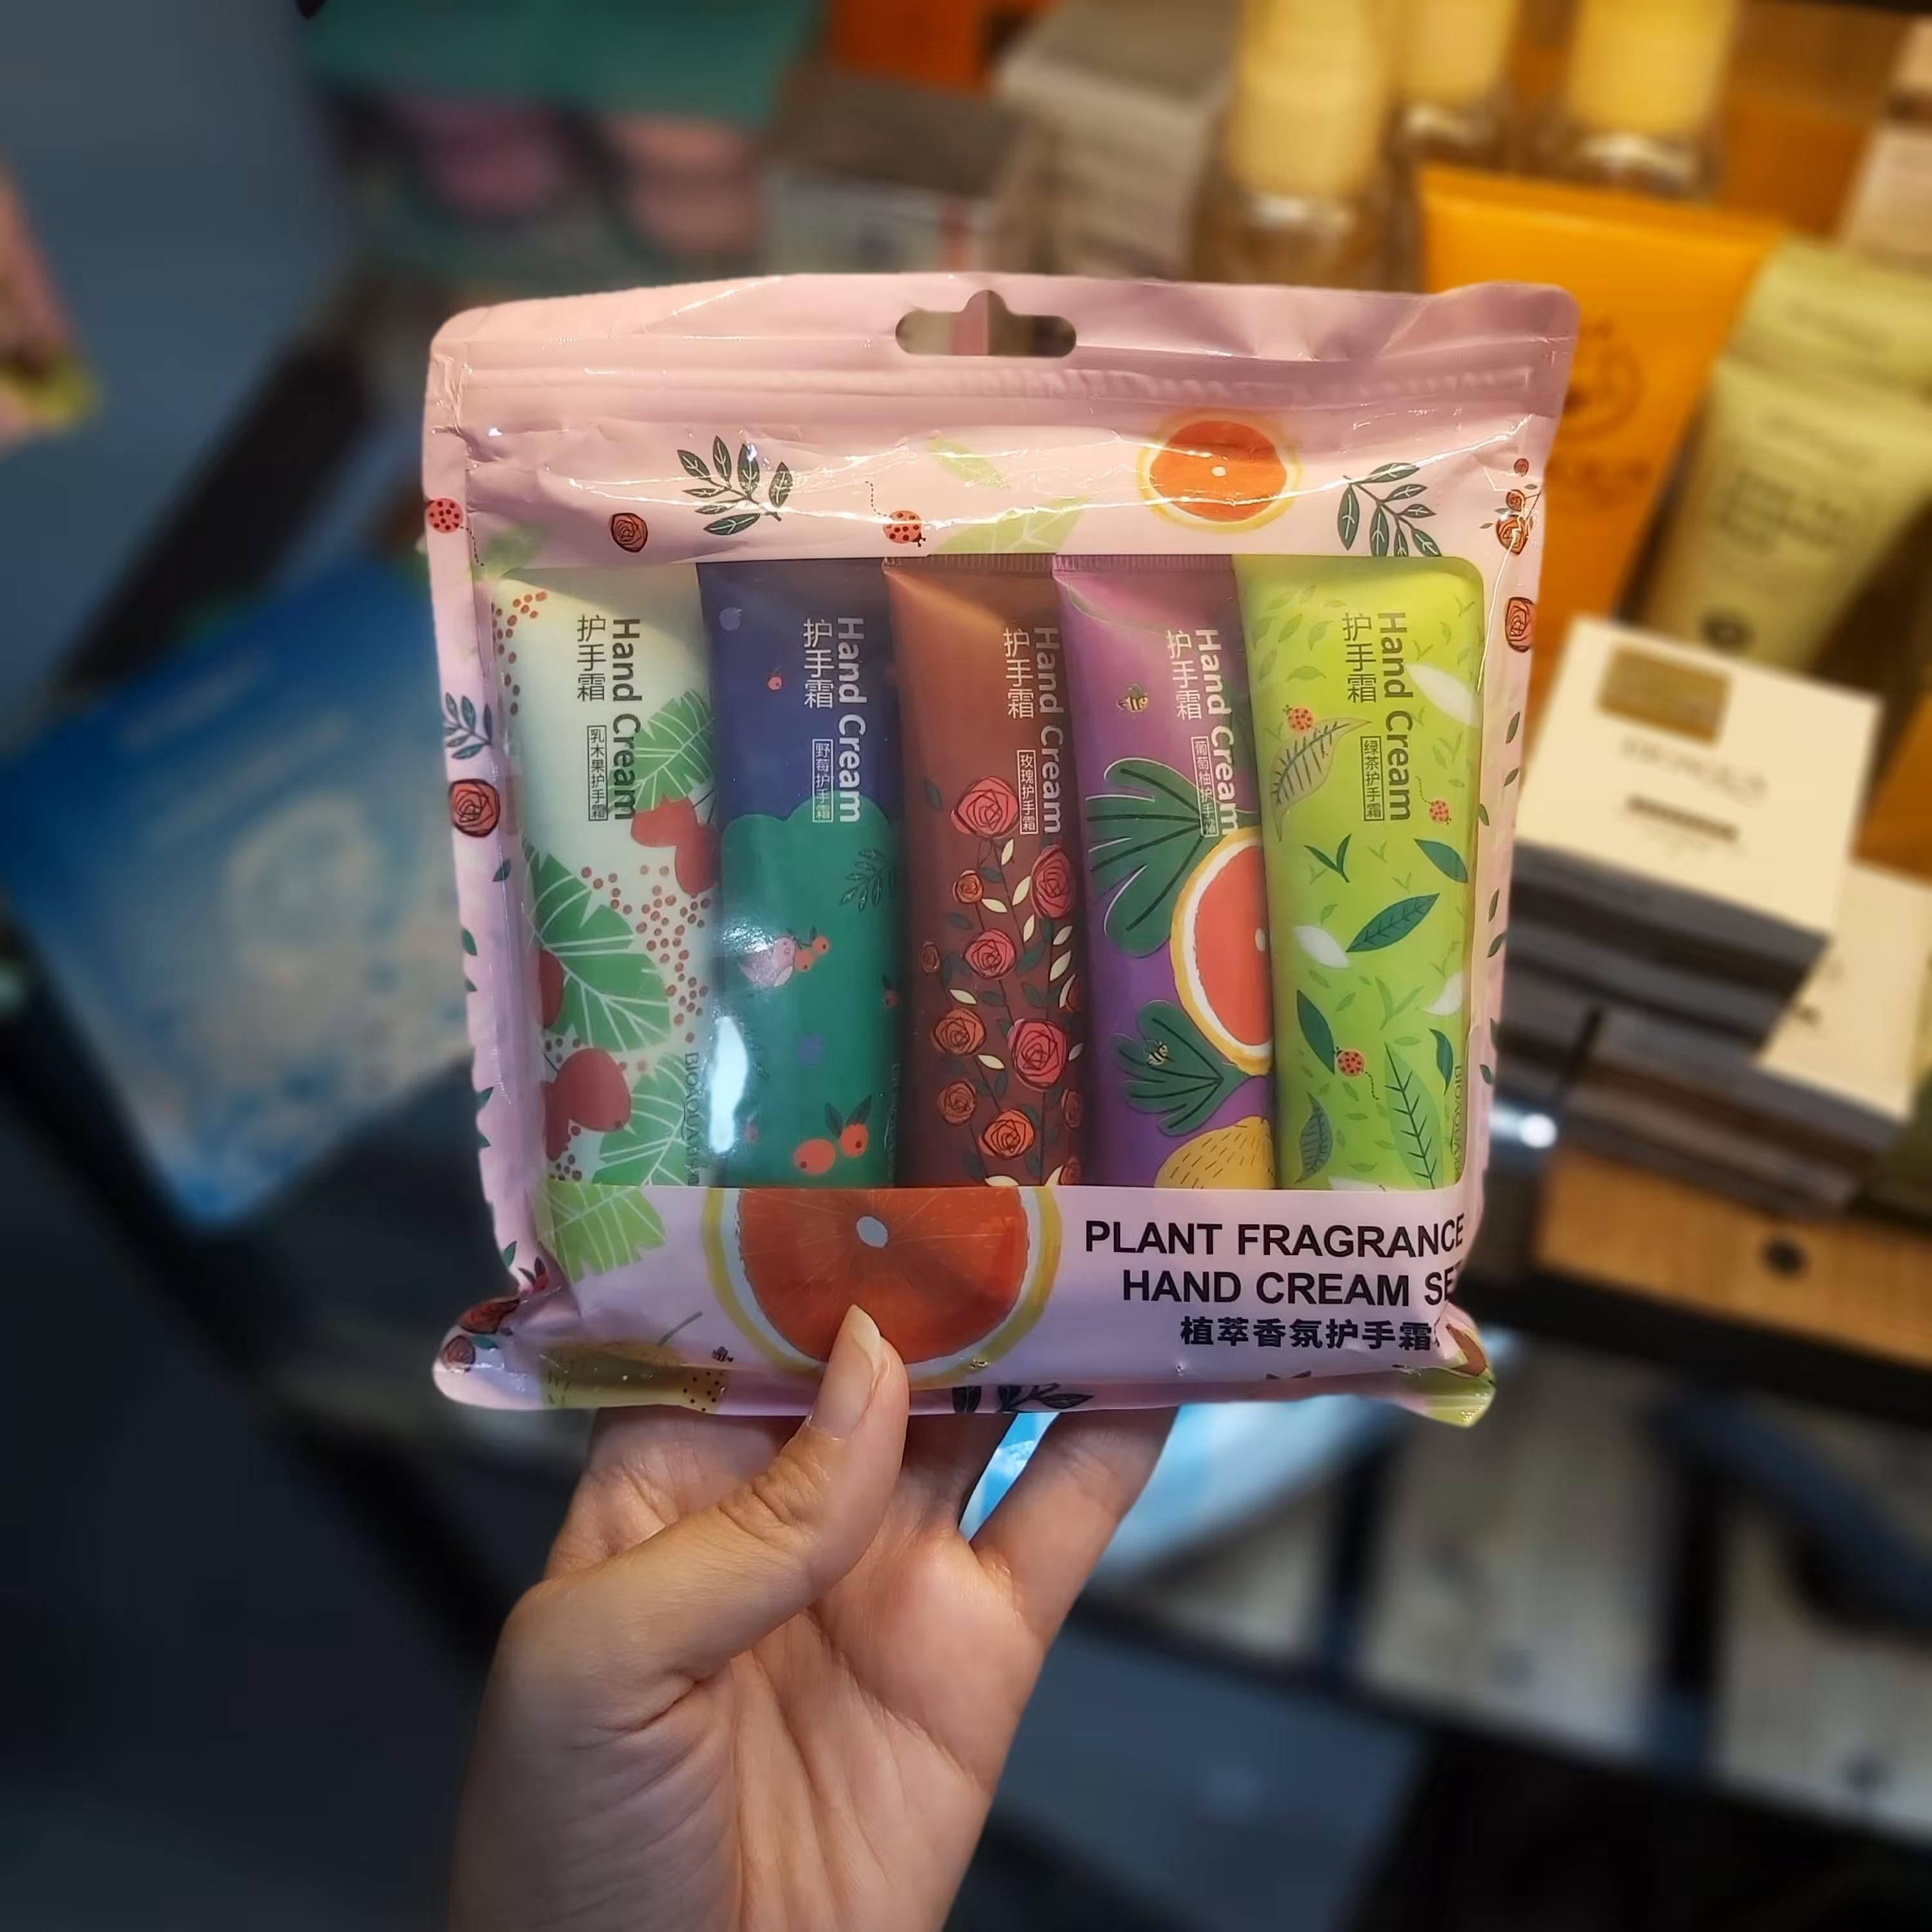 Hand Cream
护手霜
乳木果护手霜
BIOAQUA
Hand Cream
护手霜
野莓护手霜
Hand Cream
护手霜
玫瑰护手霜
Hand Cream
护手霜
葡萄柚护手霜
Hand Cream
护手霜
绿茶护手霜
BIOAQUA
PLANT FRAGRANCE
HAND CREAM SE
植萃香氛护手霜